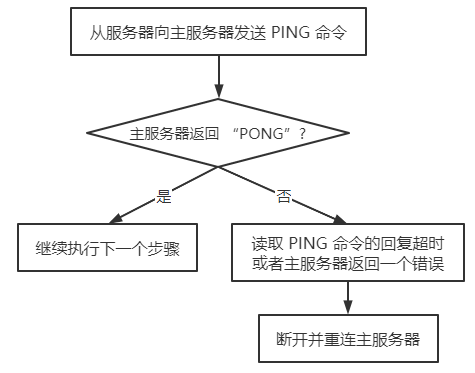 从服务器向主服务器发送 PING 命令
主服务器返回 “PONG”?
是
否
继续执行下一个步骤
读取 PING 命令的回复超时
或者主服务器返回一个错误
断开并重连主服务器